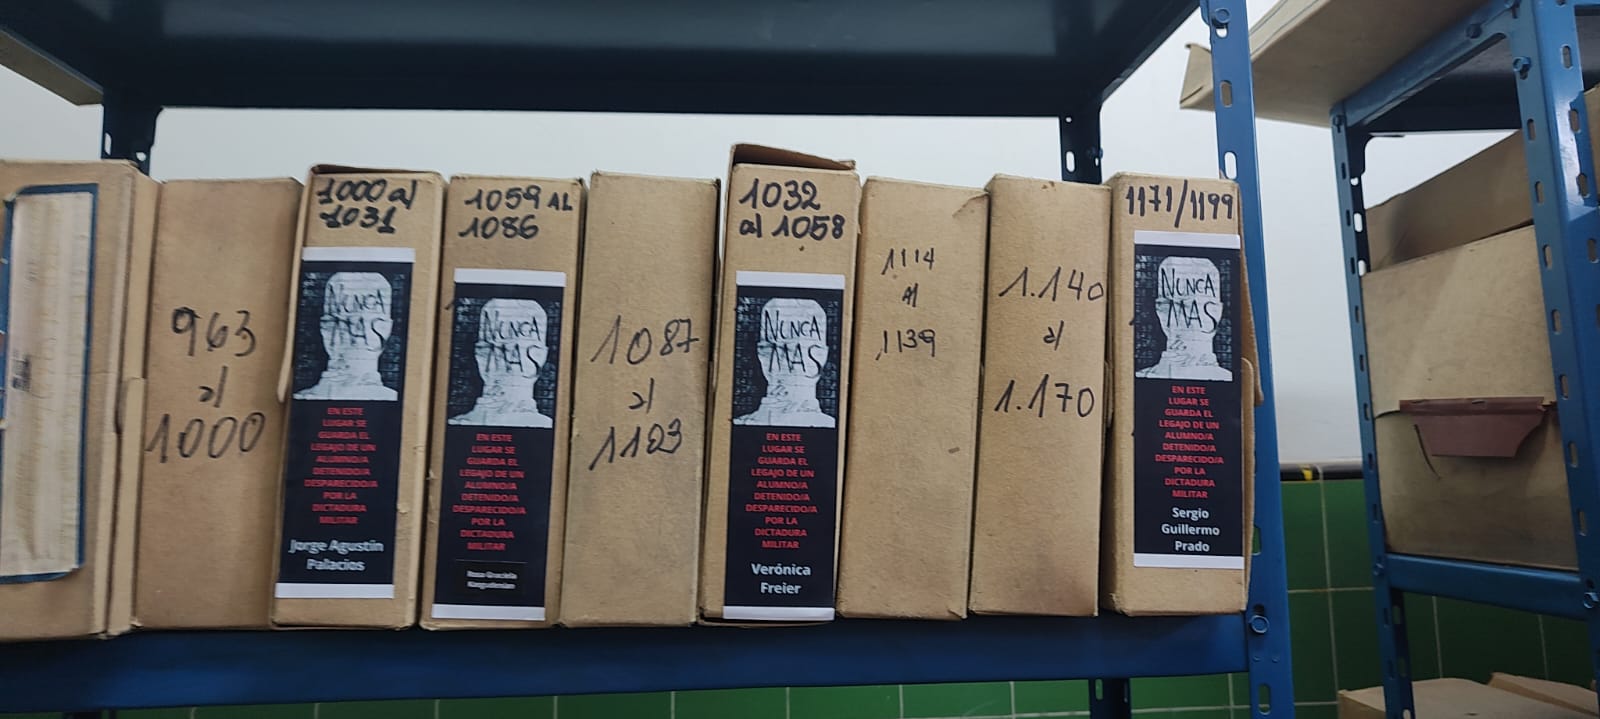 963
al
1000
1000 al
1031
NUNCA
MAS
EN ESTE
LUGAR SE
GUARDA EL
LEGAJO DE UN
ALUMNO/A
DETENIDO/A
DESPARECIDO/A
POR LA
DICTADURA
MILITAR
Jorge Agustín
Palacios
1059 AL
1086
NUNCA
MAS
EN ESTE
LUGAR SE
GUARDA EL
LEGAJO DE UN
ALUMNO/A
DETENIDO/A
DESPARECIDO/A
POR LA
DICTADURA
MILITAR
Rosa Graciela
1087
al
1103
1032
al 1058
NUNCA
MAS
EN ESTE
LUGAR SE
GUARDA EL
LEGAJO DE UN
ALUMNO/A
DETENIDO/A
DESPARECIDO/A
POR LA
DICTADURA
MILITAR
Verónica
Freier
1114
al
1139
1.140
al
1.170
1171/1199
NUNCA
MAS
EN ESTE
LUGAR SE
GUARDA EL
LEGAJO DE UN
ALUMNO/A
DETENIDO/A
DESPARECIDO/A
POR LA
DICTADURA
MILITAR
Sergio
Guillermo
Prado